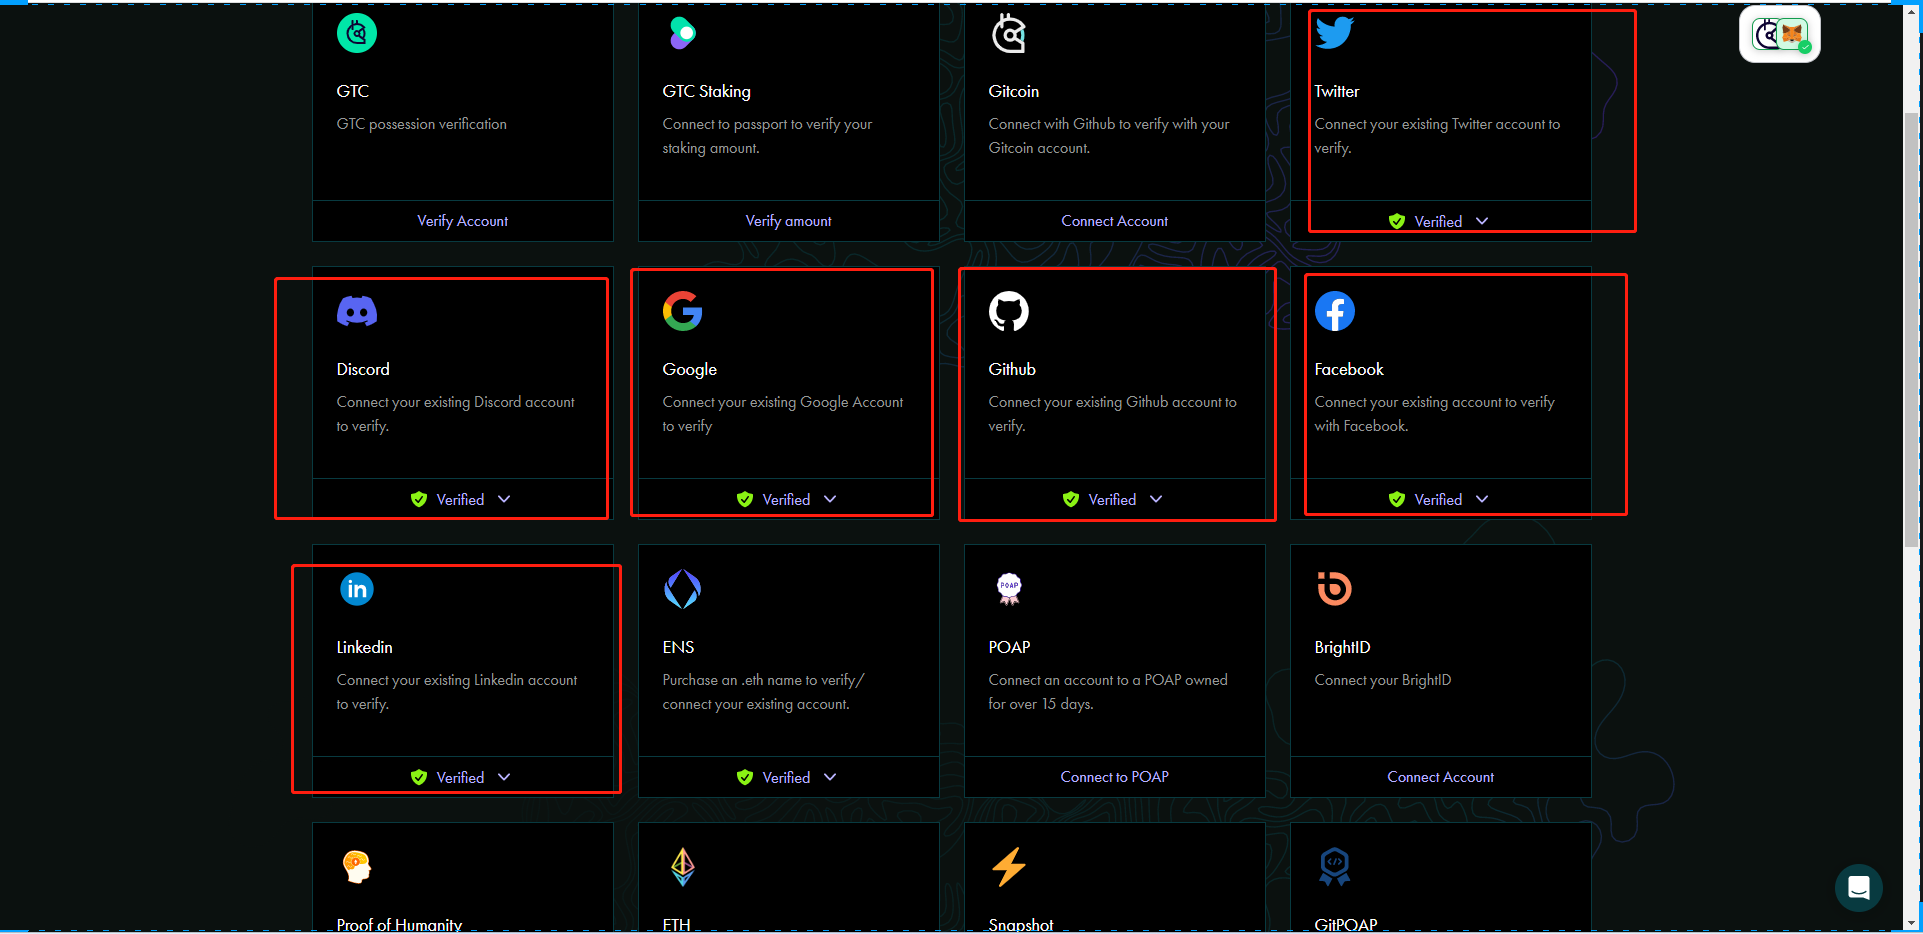 GTC
GTC possession verification
Verify Account
GTC Staking
Connect to passport to verify your
staking amount.
Verify amount
Gitcoin
Connect with Github to verify with your
Gitcoin account.
Connect Account
Twitter
Connect your existing Twitter account to
verify.
Verified
Discord
Connect your existing Discord account
to verify.
Verified
Google
Connect your existing Google Account
to verify
Verified
Github
Connect your existing Github account to
verify.
Verified
Facebook
Connect your existing account to verify
with Facebook.
Verified
in
Linkedin
Connect your existing Linkedin account
to verify.
Verified
ENS
Purchase an .eth name to verify/
connect your existing account.
Verified
POAP
POAP
Connect an account to a POAP owned
for over 15 days.
Connect to POAP
BrightID
Connect your BrightID
Connect Account
Proof of Humanity
ETH
Snapshot
GitPOAP